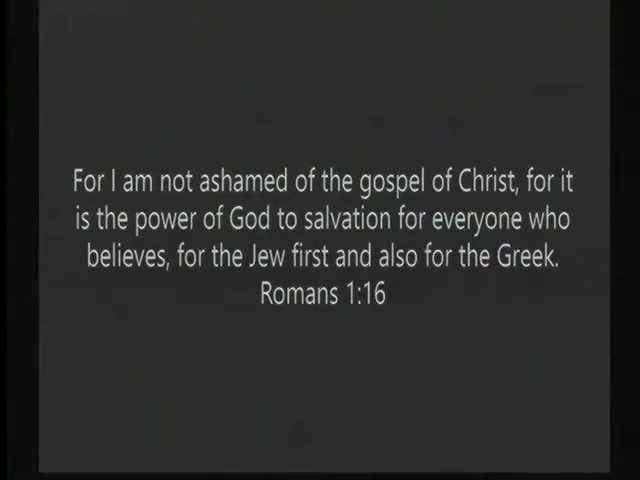 For I am not ashamed of the gospel of Christ, for it
is the power of God to salvation for everyone who
believes, for the Jew first and also for the Greek.
Romans 1:16